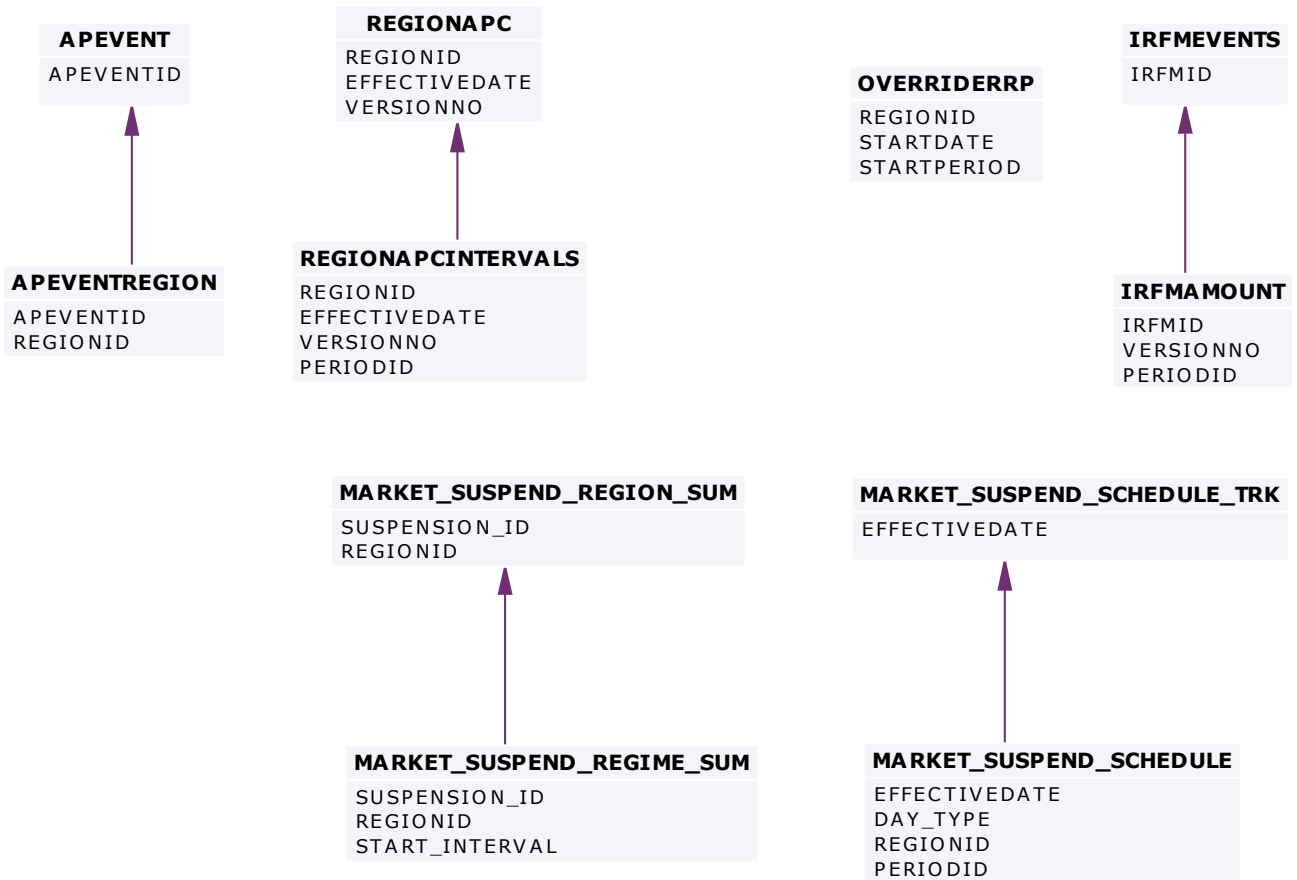 APEVENT
APEVENTID
REGIONAPC
REGIONID
EFFECTIVEDATE
VERSIONNO
OVERRIDERRP
REGIONID
STARTDATE
STARTPERIOD
IRFMEVENTS
IRFMID
APEVENTREGION
APEVENTID
REGIONID
REGIONAPCINTERVALS
REGIONID
EFFECTIVEDATE
VERSIONNO
PERIODID
IRFMAMOUNT
IRFMID
VERSIONNO
PERIODID
MARKET_SUSPEND_REGION_SUM
SUSPENSION_ID
REGIONID
MARKET_SUSPEND_SCHEDULE_TRK
EFFECTIVEDATE
MARKET_SUSPEND_REGIME_SUM
SUSPENSION_ID
REGIONID
START_INTERVAL
MARKET_SUSPEND_SCHEDULE
EFFECTIVEDATE
DAY_TYPE
REGIONID
PERIODID